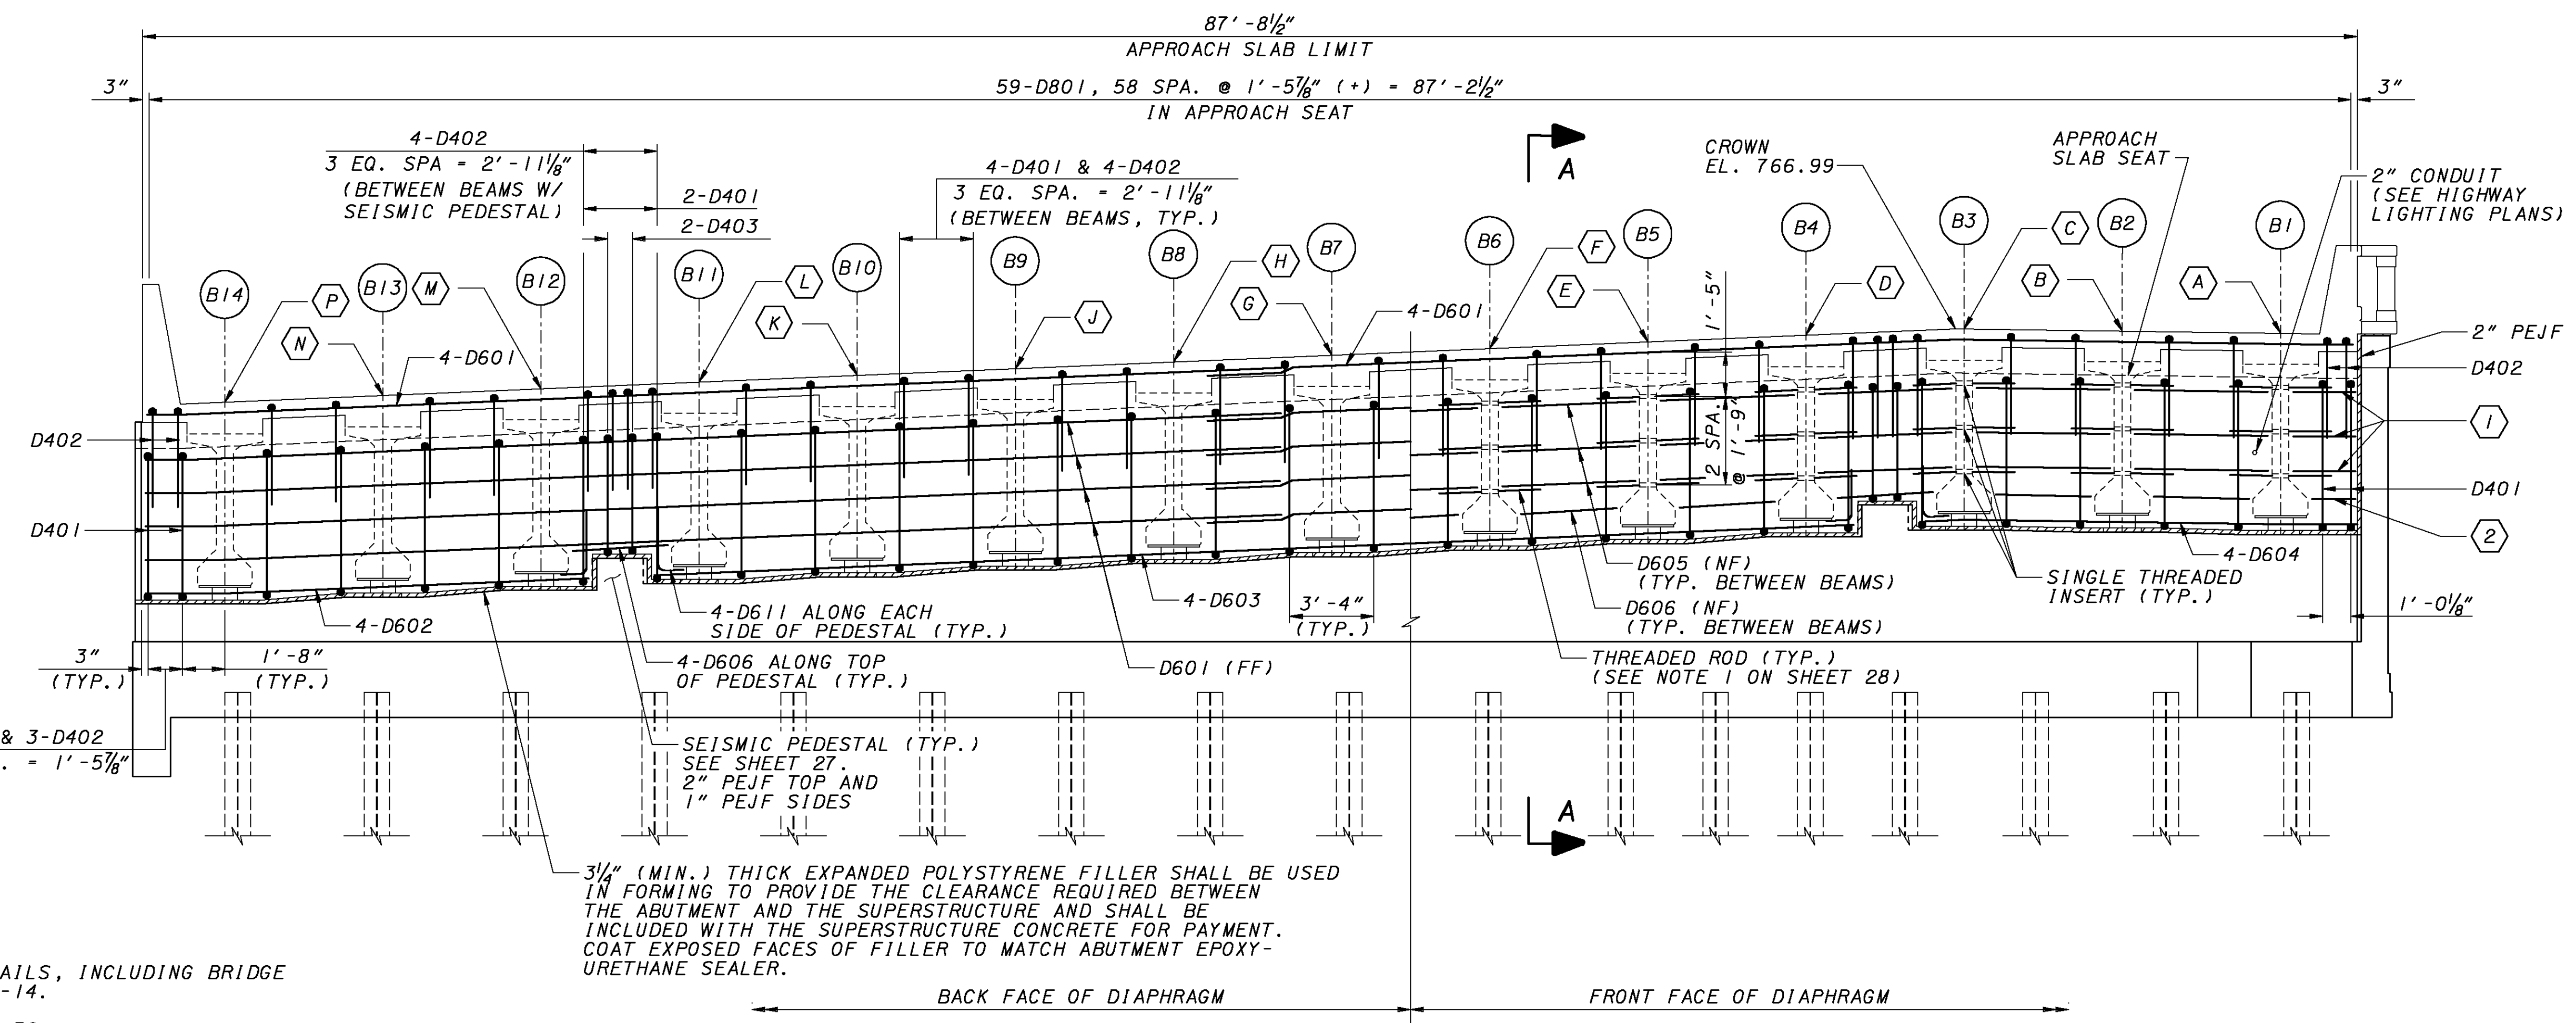 87'-8½"
APPROACH SLAB LIMIT
3"
59-D801, 58 SPA. @ 1'-5⅞" (+) = 87'-2½"
3"
IN APPROACH SEAT
4-D402
3 EQ. SPA = 2'-11⅛"
(BETWEEN BEAMS W/
SEISMIC PEDESTAL)
2-D401
2-D403
4-D401 & 4-D402
3 EQ. SPA. = 2'-11⅛"
(BETWEEN BEAMS, TYP.)
A
CROWN
EL. 766.99
APPROACH
SLAB SEAT
2" CONDUIT
(SEE HIGHWAY
LIGHTING PLANS)
B14
B13
B12
B11
B10
B9
B8
B7
B6
B5
B4
B3
B2
B1
P
N
M
L
K
J
H
G
F
E
D
C
B
A
4-D601
4-D601
1'-5"
2 SPA.
@ 1'-9"
2" PEJF
D402
1
D401
2
D402
D401
4-D602
4-D611 ALONG EACH
SIDE OF PEDESTAL (TYP.)
4-D603
3'-4"
(TYP.)
D605 (NF)
(TYP. BETWEEN BEAMS)
D606 (NF)
(TYP. BETWEEN BEAMS)
SINGLE THREADED
INSERT (TYP.)
4-D604
1'-0⅛"
3"
(TYP.)
1'-8"
(TYP.)
4-D606 ALONG TOP
OF PEDESTAL (TYP.)
D601 (FF)
THREADED ROD (TYP.)
(SEE NOTE 1 ON SHEET 28)
& 3-D402
. = 1'-5⅞"
SEISMIC PEDESTAL (TYP.)
SEE SHEET 27.
2" PEJF TOP AND
1" PEJF SIDES
A
3¼" (MIN.) THICK EXPANDED POLYSTYRENE FILLER SHALL BE USED
IN FORMING TO PROVIDE THE CLEARANCE REQUIRED BETWEEN
THE ABUTMENT AND THE SUPERSTRUCTURE AND SHALL BE
INCLUDED WITH THE SUPERSTRUCTURE CONCRETE FOR PAYMENT.
COAT EXPOSED FACES OF FILLER TO MATCH ABUTMENT EPOXY-
URETHANE SEALER.
AILS, INCLUDING BRIDGE
-14.
BACK FACE OF DIAPHRAGM
FRONT FACE OF DIAPHRAGM